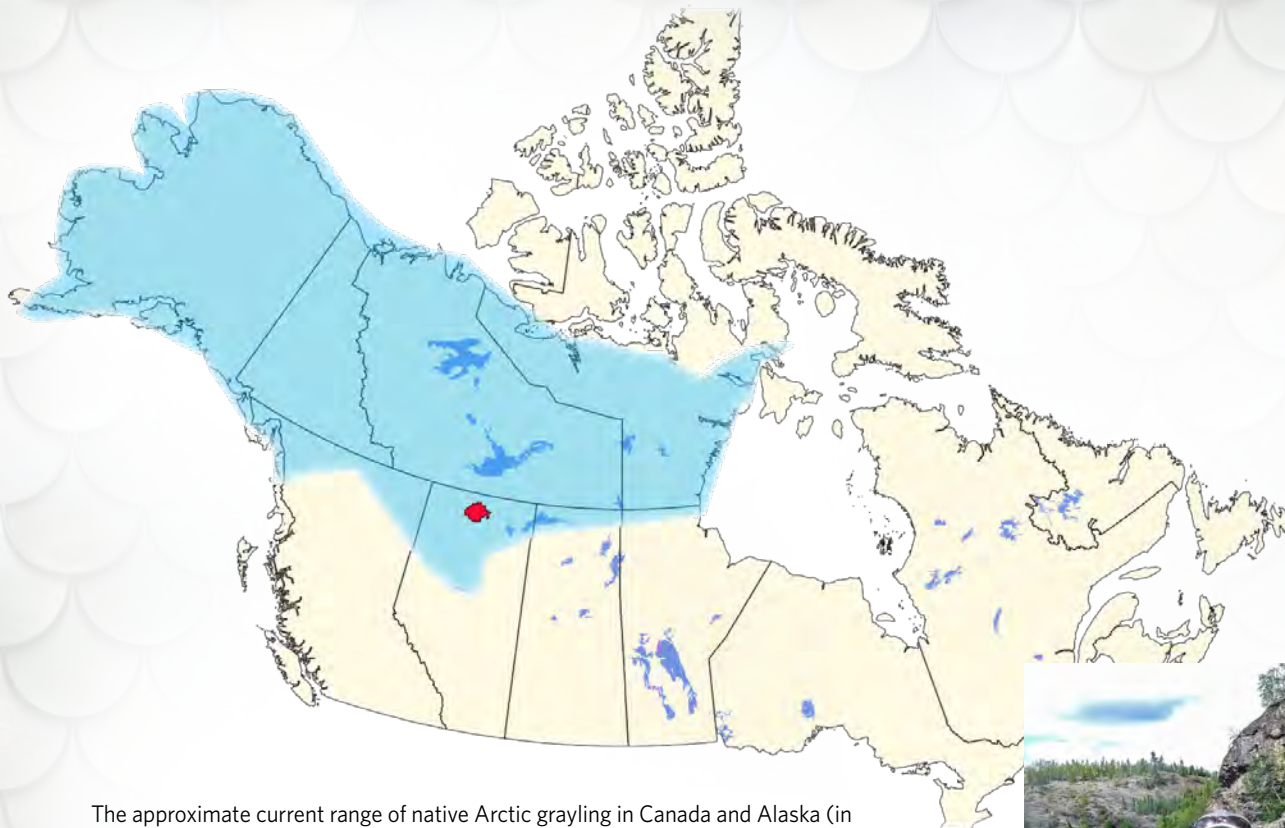 The approximate current range of native Arctic grayling in Canada and Alaska (in